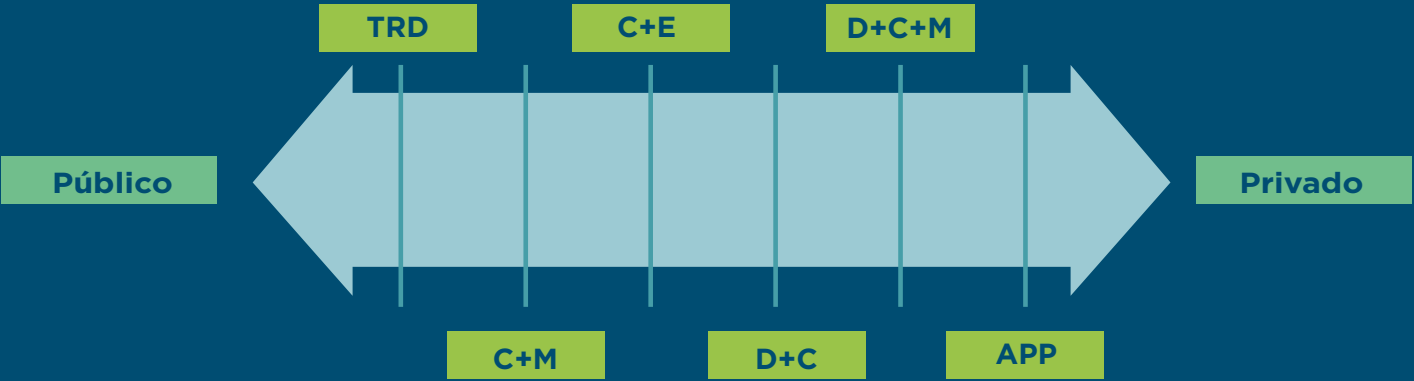 TRD
C+E
D+C+M
Público
Privado
C+M
D+C
APP